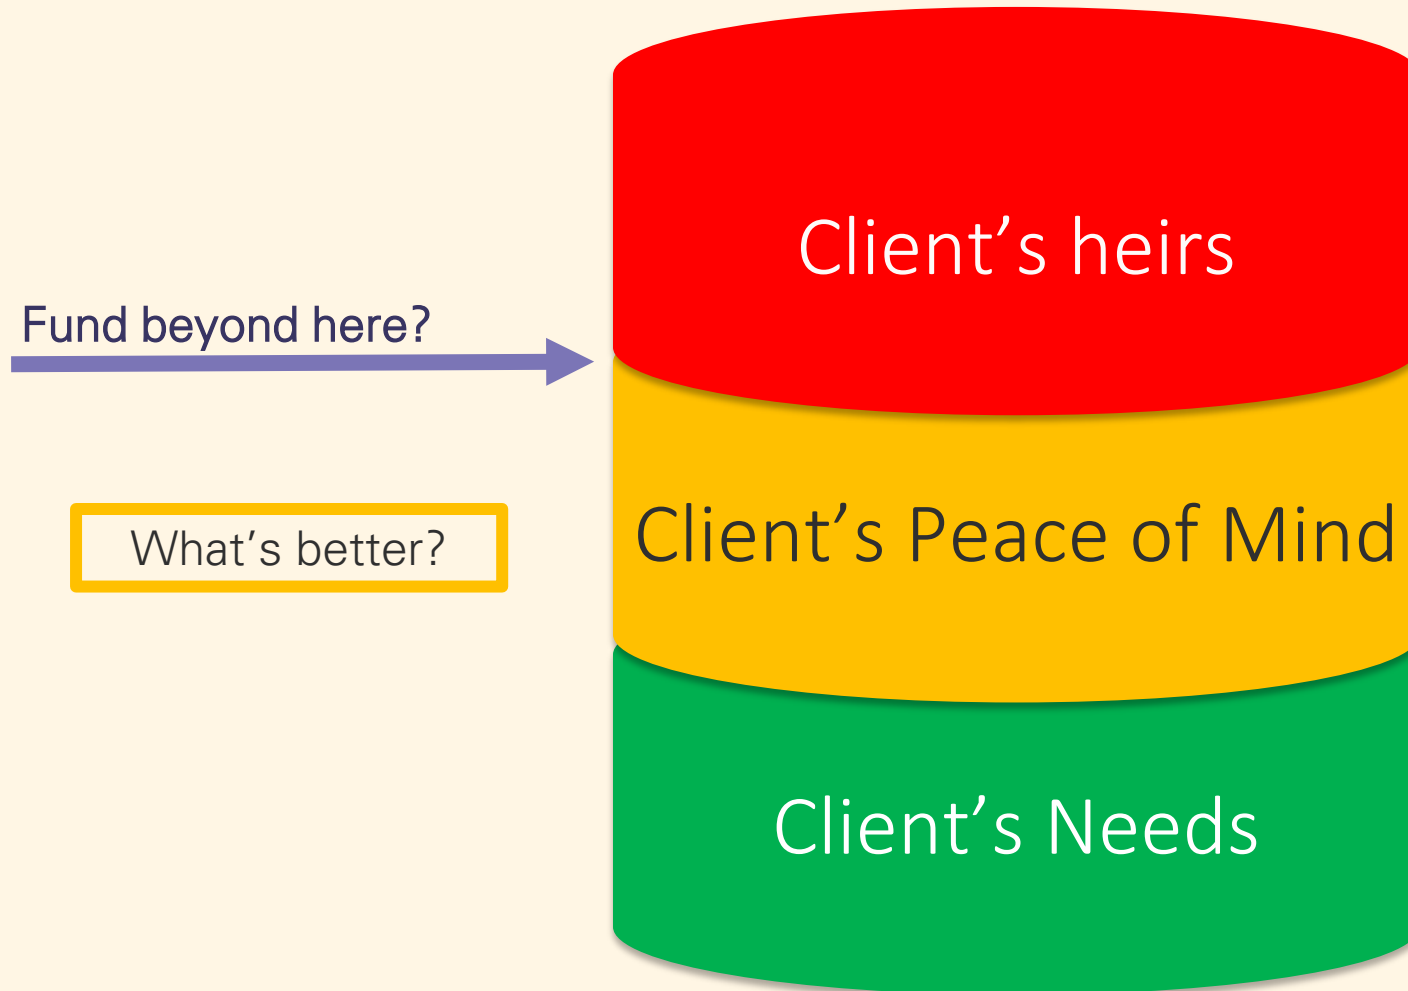 Client’s heirs
Fund beyond here?
What’s better?
Client’s Peace of Mind
Client’s Needs